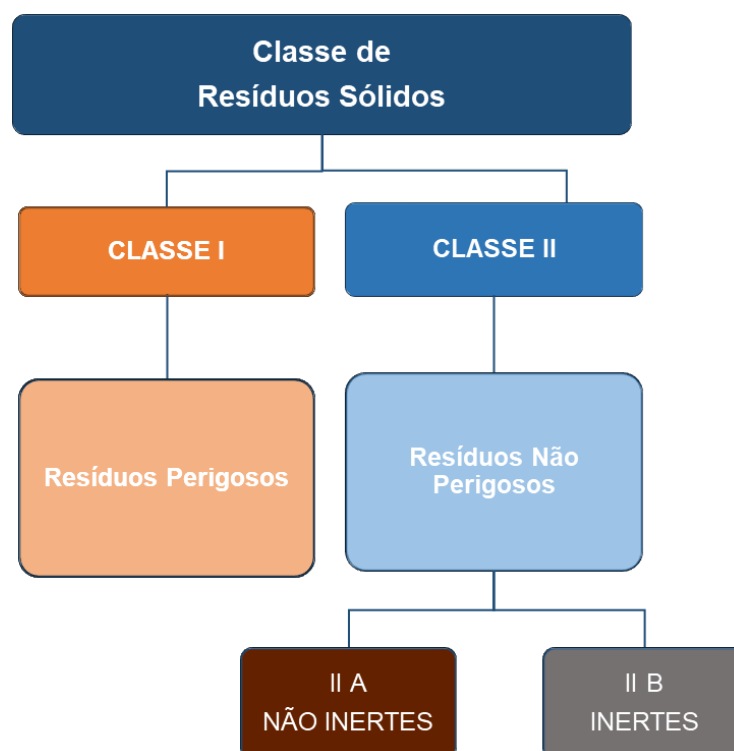 Classe de
Resíduos Sólidos
CLASSE I
CLASSE II
Resíduos Perigosos
Resíduos Não
Perigosos
II A
NÃO INERTES
II B
INERTES